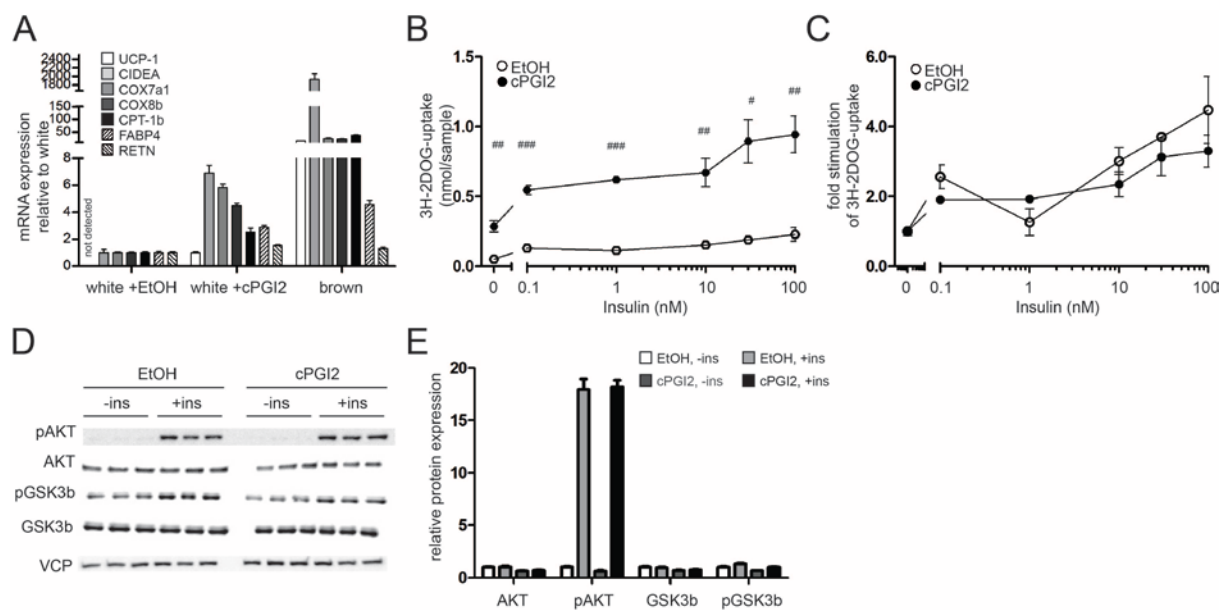 A
mRNA expression
relative to white
2400
2200
2000
1800
150
100
50
8
6
4
2
0
UCP-1
CIDEA
COX7a1
COX8b
CPT-1b
FABP4
RETN
not detected
white +EtOH
white +cPGI2
brown
B
3H-2DOG-uptake
(nmol/sample)
1.5
1.0
0.5
0.0
EtOH
cPGI2
##
###
###
##
#
##
0
0.1
1
10
100
Insulin (nM)
C
fold stimulation
of 3H-2DOG-uptake
6.0
4.0
2.0
0.0
EtOH
cPGI2
0
0.1
1
10
100
Insulin (nM)
D
EtOH
cPGI2
-ins
+ins
-ins
+ins
pAKT
AKT
pGSK3b
GSK3b
VCP
E
relative protein expression
20
15
10
5
0
EtOH, -ins
EtOH, +ins
cPGI2, -ins
cPGI2, +ins
AKT
pAKT
GSK3b
pGSK3b